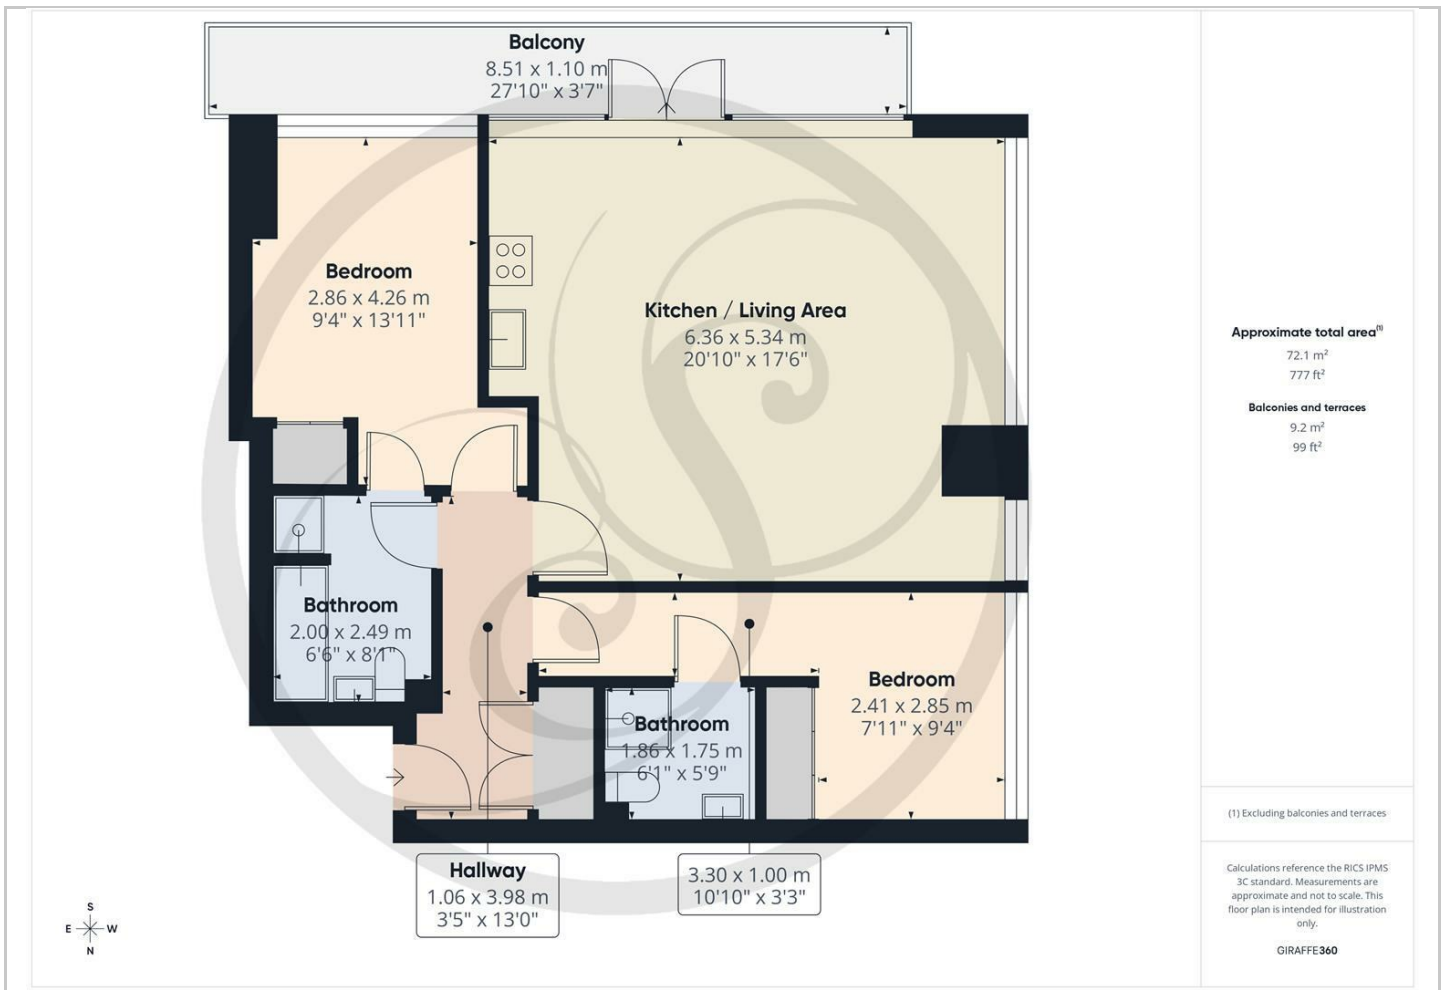 Balcony
8.51 x 1.10 m
27'10" x 3'7"
Bedroom
2.86 x 4.26 m
9'4" x 13'11"
Kitchen / Living Area
6.36 x 5.34 m
20'10" x 17'6"
Bathroom
2.00 x 2.49 m
6'6" x 8'1"
Bathroom
1.86 x 1.75 m
6'1" x 5'9"
Bedroom
2.41 x 2.85 m
7'11" x 9'4"
Hallway
1.06 x 3.98 m
3'5" x 13'0"
3.30 x 1.00 m
10'10" x 3'3"
S
E W
N
Approximate total area(1)
72.1 m²
777 ft²
Balconies and terraces
9.2 m²
99 ft²
(1) Excluding balconies and terraces
Calculations reference the RICS IPMS
3C standard. Measurements are
approximate and not to scale. This
floor plan is intended for illustration
only.
GIRAFFE360